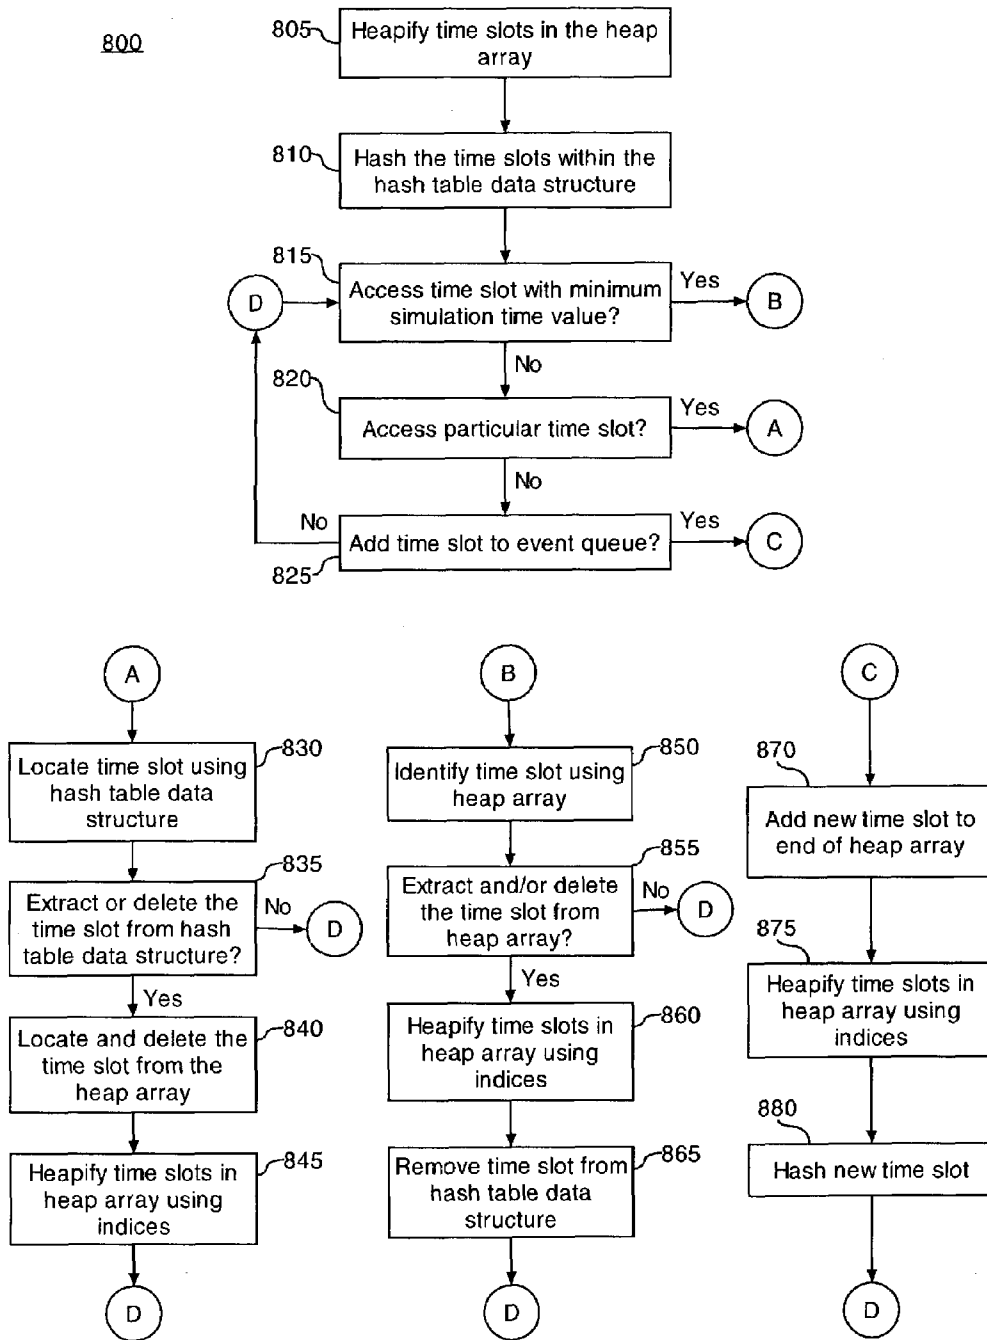 800
805
Heapify time slots in the heap
array
810
Hash the time slots within the
hash table data structure
815
D
Access time slot with minimum
simulation time value?
Yes
B
No
820
Access particular time slot?
Yes
A
No
No
Add time slot to event queue?
Yes
C
825
A
830
Locate time slot using
hash table data
structure
835
Extract or delete the
time slot from hash
table data structure?
No
D
Yes
840
Locate and delete the
time slot from the
heap array
845
Heapify time slots in
heap array using
indices
D
B
850
Identify time slot using
heap array
855
Extract and/or delete
the time slot from
heap array?
No
D
Yes
860
Heapify time slots in
heap array using
indices
865
Remove time slot from
hash table data
structure
D
C
870
Add new time slot to
end of heap array
875
Heapify time slots in
heap array using
indices
880
Hash new time slot
D